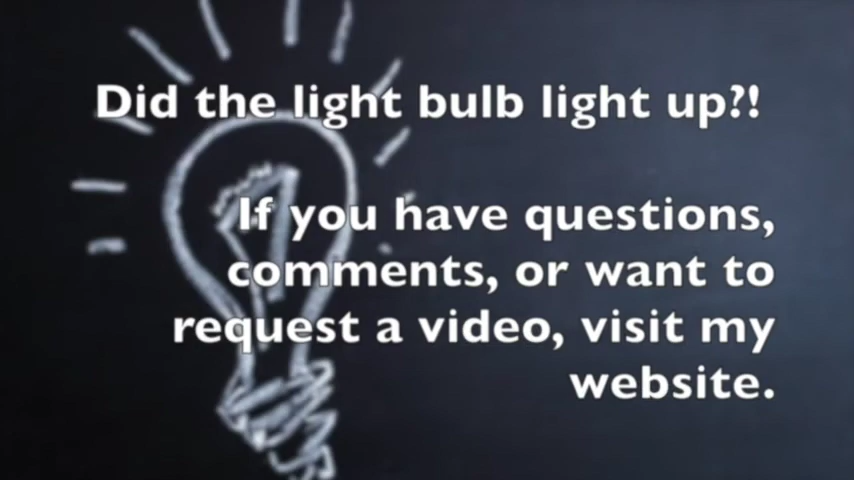 Did the light bulb light up?!
If you have questions,
comments, or want to
request a video, visit my
website.